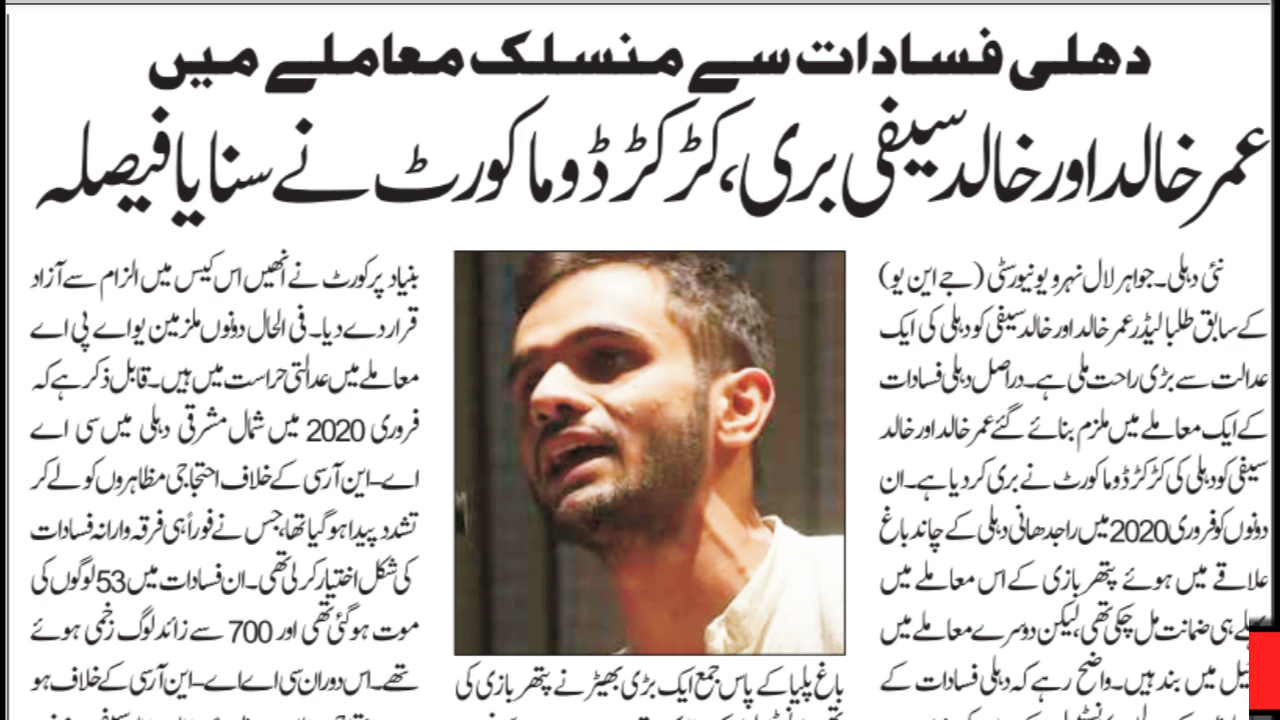 دھلی فسادات سے منسلک معاملے میں
عمر خالد اور خالد سیفی بری، کڑکڑڈوما کورٹ نے سنایا فیصلہ
نئی دہلی۔ جواہر لال نہرو یونیورسٹی (جے این یو)
کے سابق طلبا لیڈر عمر خالد اور خالد سیفی کو دہلی کی ایک
عدالت سے بڑی راحت ملی ہے۔ دراصل دہلی فسادات
کے ایک معاملے میں ملزم بنائے گئے عمر خالد اور خالد
سیفی کو دہلی کی کڑکڑڈوما کورٹ نے بری کر دیا ہے۔ ان
دونوں کو فروری 2020 میں راجدھانی دہلی کے چاند باغ
علاقے میں ہوئے پتھر بازی کے اس معاملے میں
ہی ضمانت مل چکی تھی، لیکن دوسرے معاملے میں
میں بند ہیں۔ واضح رہے کہ دہلی فسادات کے
باغ پلیا کے پاس جمع ایک بڑی بھیڑ نے پتھر بازی کی
بنیاد پر کورٹ نے انھیں اس کیس میں الزام سے آزاد
قرار دے دیا۔ فی الحال دونوں ملزمین یو اے پی اے
معاملے میں عدالتی حراست میں ہیں۔ قابل ذکر ہے کہ
فروری 2020 میں شمال مشرقی دہلی میں سی اے
اے-این آر سی کے خلاف احتجاجی مظاہروں کو لے کر
تشدد پیدا ہو گیا تھا، جس نے فوراً ہی فرقہ وارانہ فسادات
کی شکل اختیار کر لی تھی۔ ان فسادات میں 53 لوگوں کی
موت ہو گئی تھی اور 700 سے زائد لوگ زخمی ہوئے
تھے۔ اس دوران سی اے اے-این آر سی کے خلاف ہو